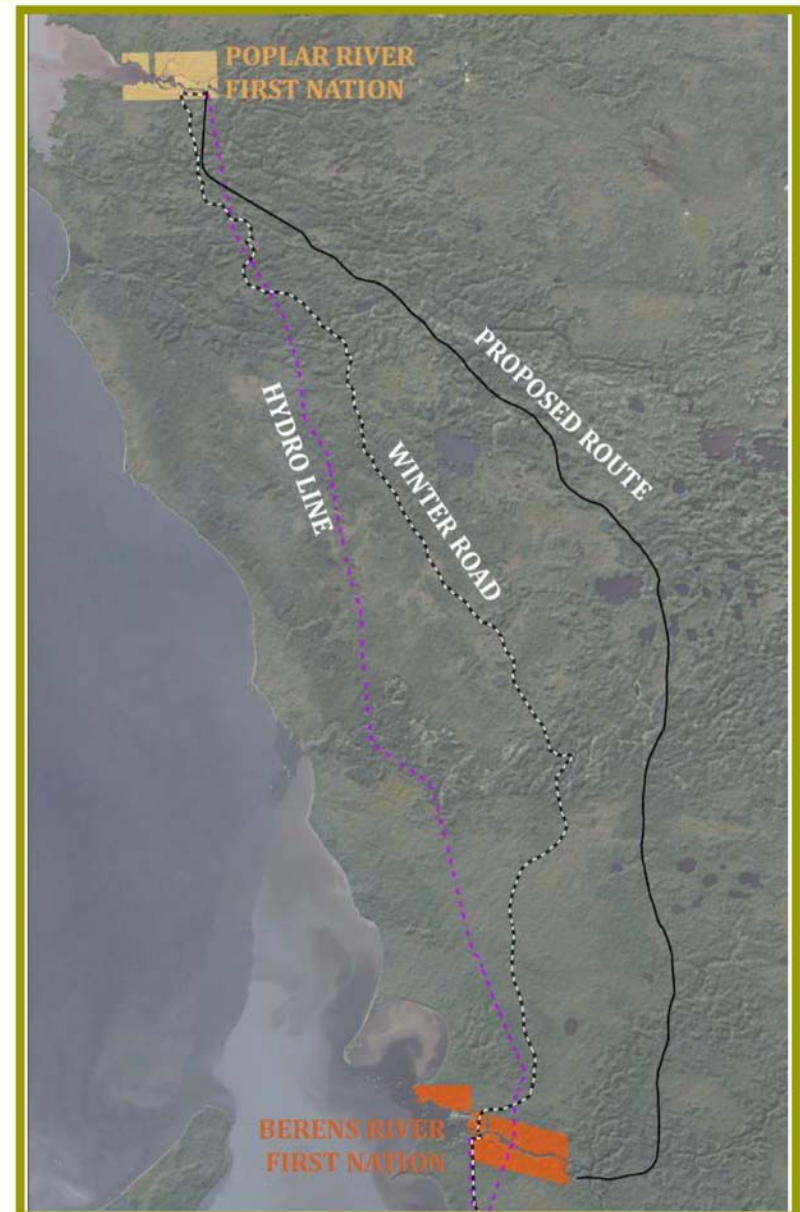 POPLAR RIVER
FIRST NATION
PROPOSED ROUTE
HYDRO LINE
WINTER ROAD
BERENS RIVER
FIRST NATION